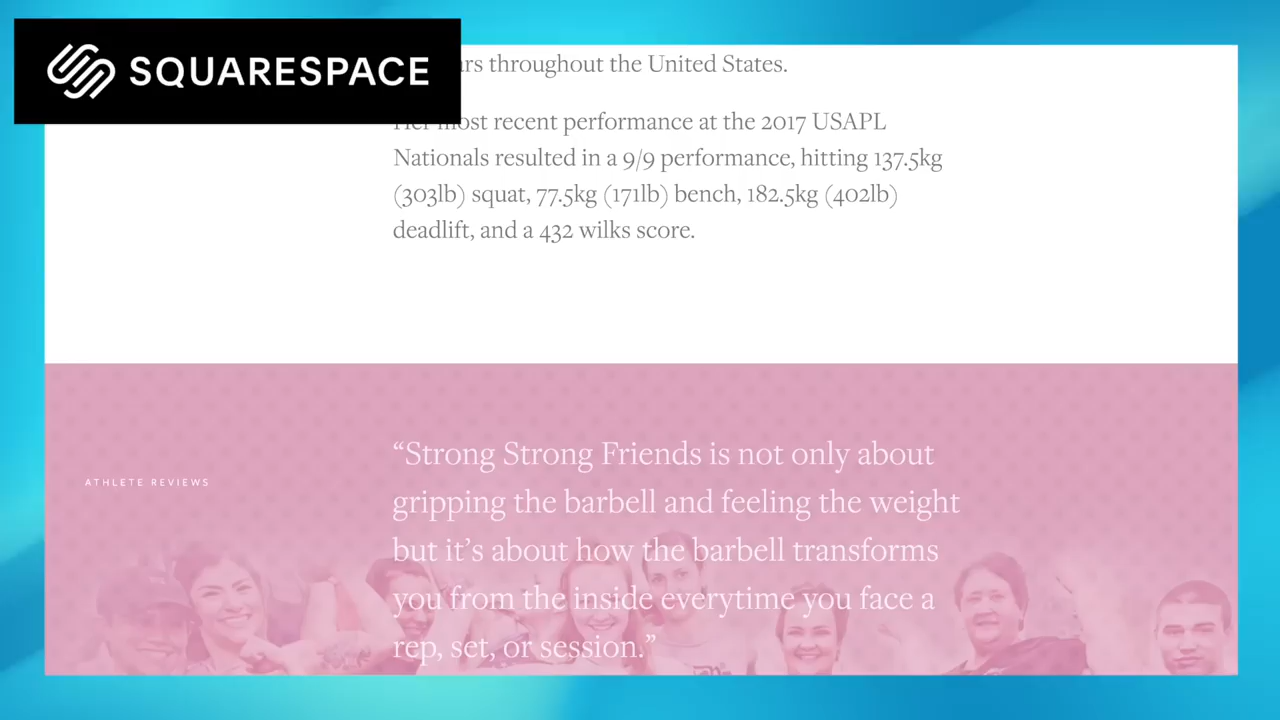 SQUARESPACE
throughout the United States.
most recent performance at the 2017 USAPL
Nationals resulted in a 9/9 performance, hitting 137.5kg
(303lb) squat, 77.5kg (171lb) bench, 182.5kg (402lb)
deadlift, and a 432 wilks score.
ATHLETE REVIEWS
“Strong Strong Friends is not only about
gripping the barbell and feeling the weight
but it’s about how the barbell transforms
you from the inside everytime you face a
rep, set, or session.”